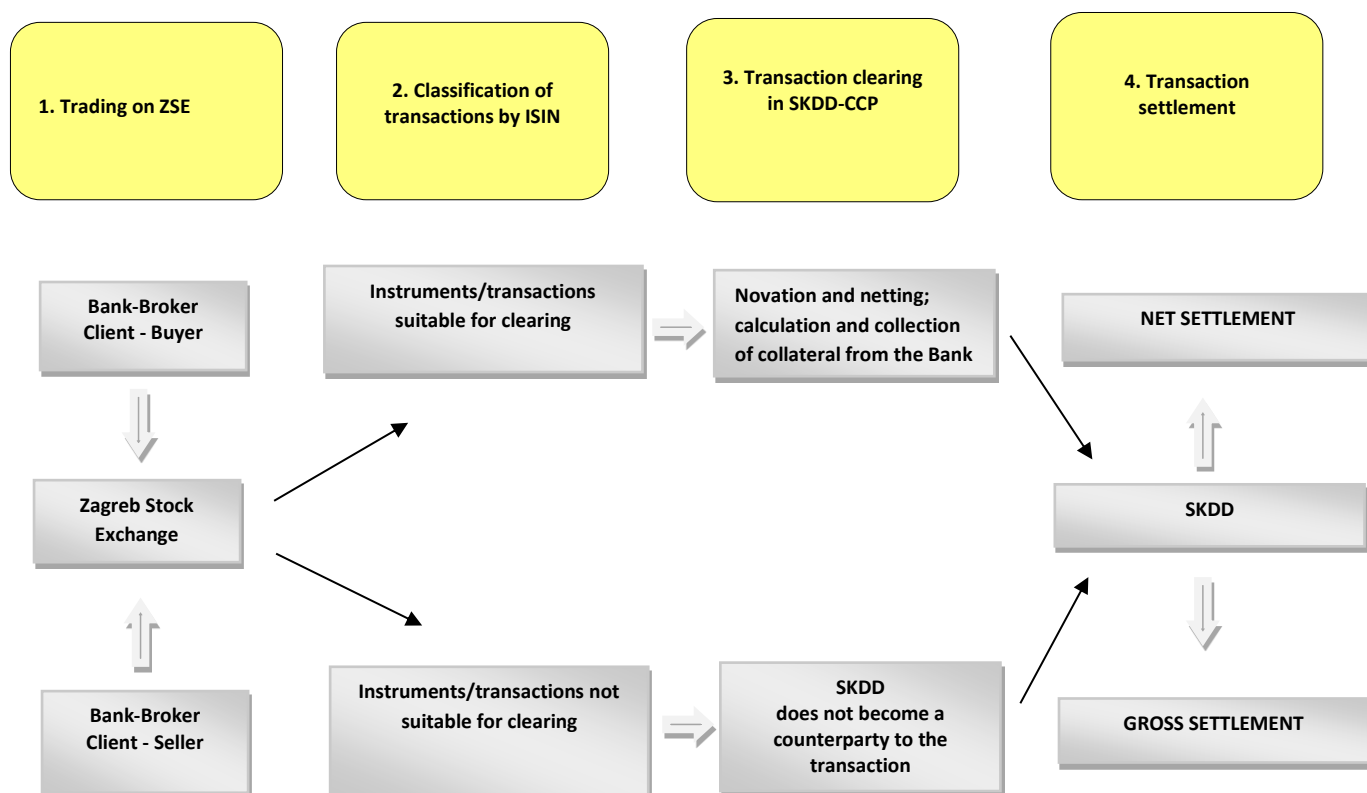 1. Trading on ZSE
2. Classification of
transactions by ISIN
3. Transaction clearing
in SKDD-CCP
4. Transaction
settlement
Bank-Broker
Client - Buyer
Instruments/transactions
suitable for clearing
Novation and netting;
calculation and collection
of collateral from the Bank
NET SETTLEMENT
Zagreb Stock
Exchange
SKDD
Bank-Broker
Client - Seller
Instruments/transactions not
suitable for clearing
SKDD
does not become a
counterparty to the
transaction
GROSS SETTLEMENT